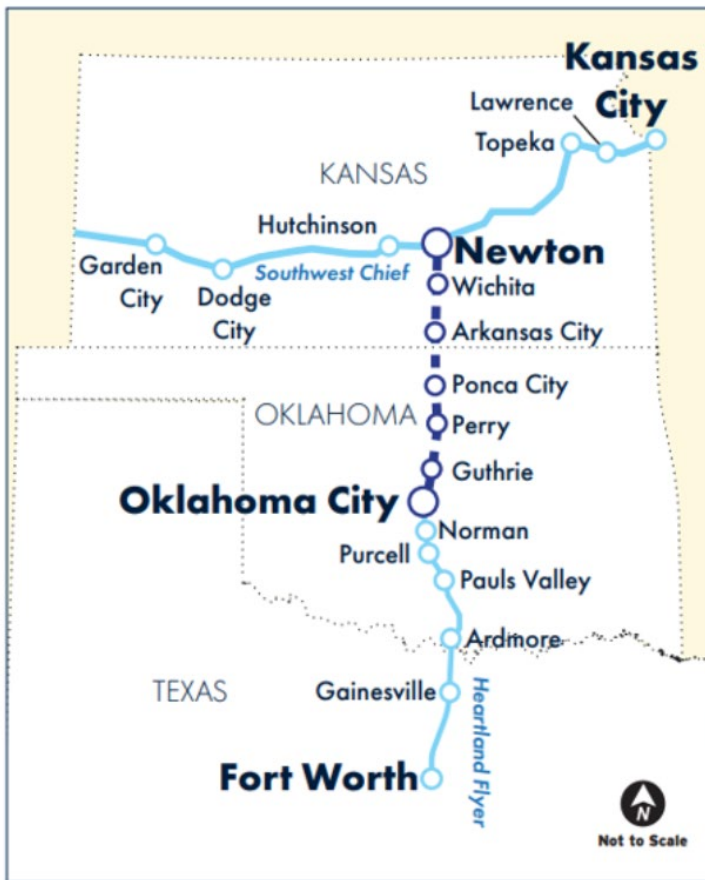 Kansas
City
Lawrence
Topeka
KANSAS
Hutchinson
Newton
Garden
City
Southwest Chief
Dodge
City
Wichita
Arkansas City
Ponca City
OKLAHOMA
Perry
Guthrie
Oklahoma City
Norman
Purcell
Pauls Valley
Ardmore
TEXAS
Gainesville
Heartland Flyer
Fort Worth
N
Not to Scale